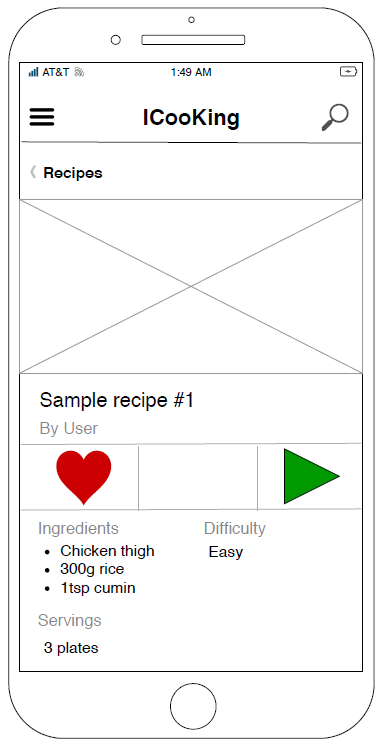 AT&T 1:49 AM
ICooKing
Recipes
Sample recipe #1
By User
Ingredients
Difficulty
• Chicken thigh
Easy
• 300g rice
• 1tsp cumin
Servings
3 plates